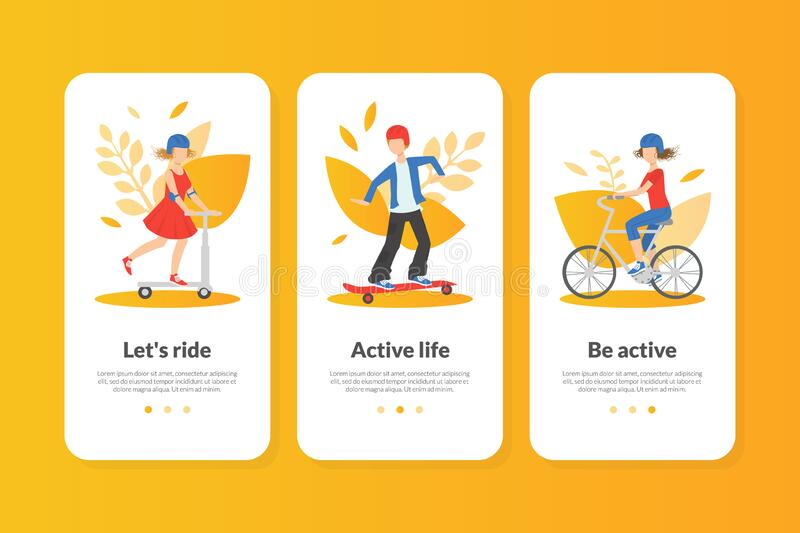 Let's ride
Lorem ipsum dolor sit amet,
consectetur adipiscing elit, sed do
eiusmod tempor incididunt ut labore
et dolore magna aliqua.
Ut enim ad minim.
Active life
Lorem ipsum dolor sit amet,
consectetur adipiscing elit, sed do
eiusmod tempor incididunt ut labore
et dolore magna aliqua.
Ut enim ad minim.
Be active
Lorem ipsum dolor sit amet,
consectetur adipiscing elit, sed do
eiusmod tempor incididunt ut labore
et dolore magna aliqua.
Ut enim ad minim.
dreamstime